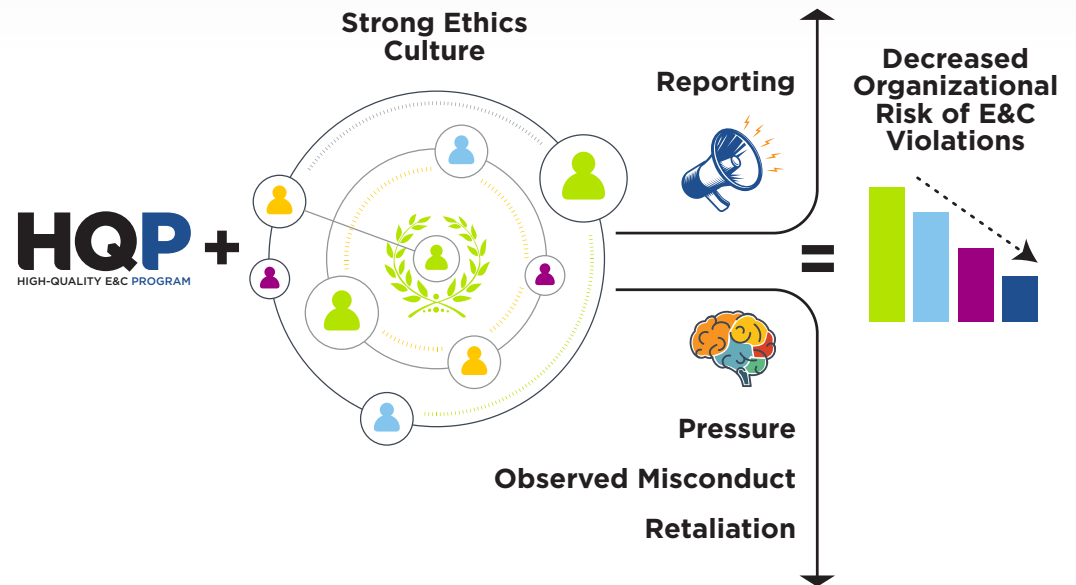 Strong Ethics
Culture
HQP
HIGH-QUALITY E&C PROGRAM
+
Reporting
Pressure
Observed Misconduct
Retaliation
=
Decreased
Organizational
Risk of E&C
Violations